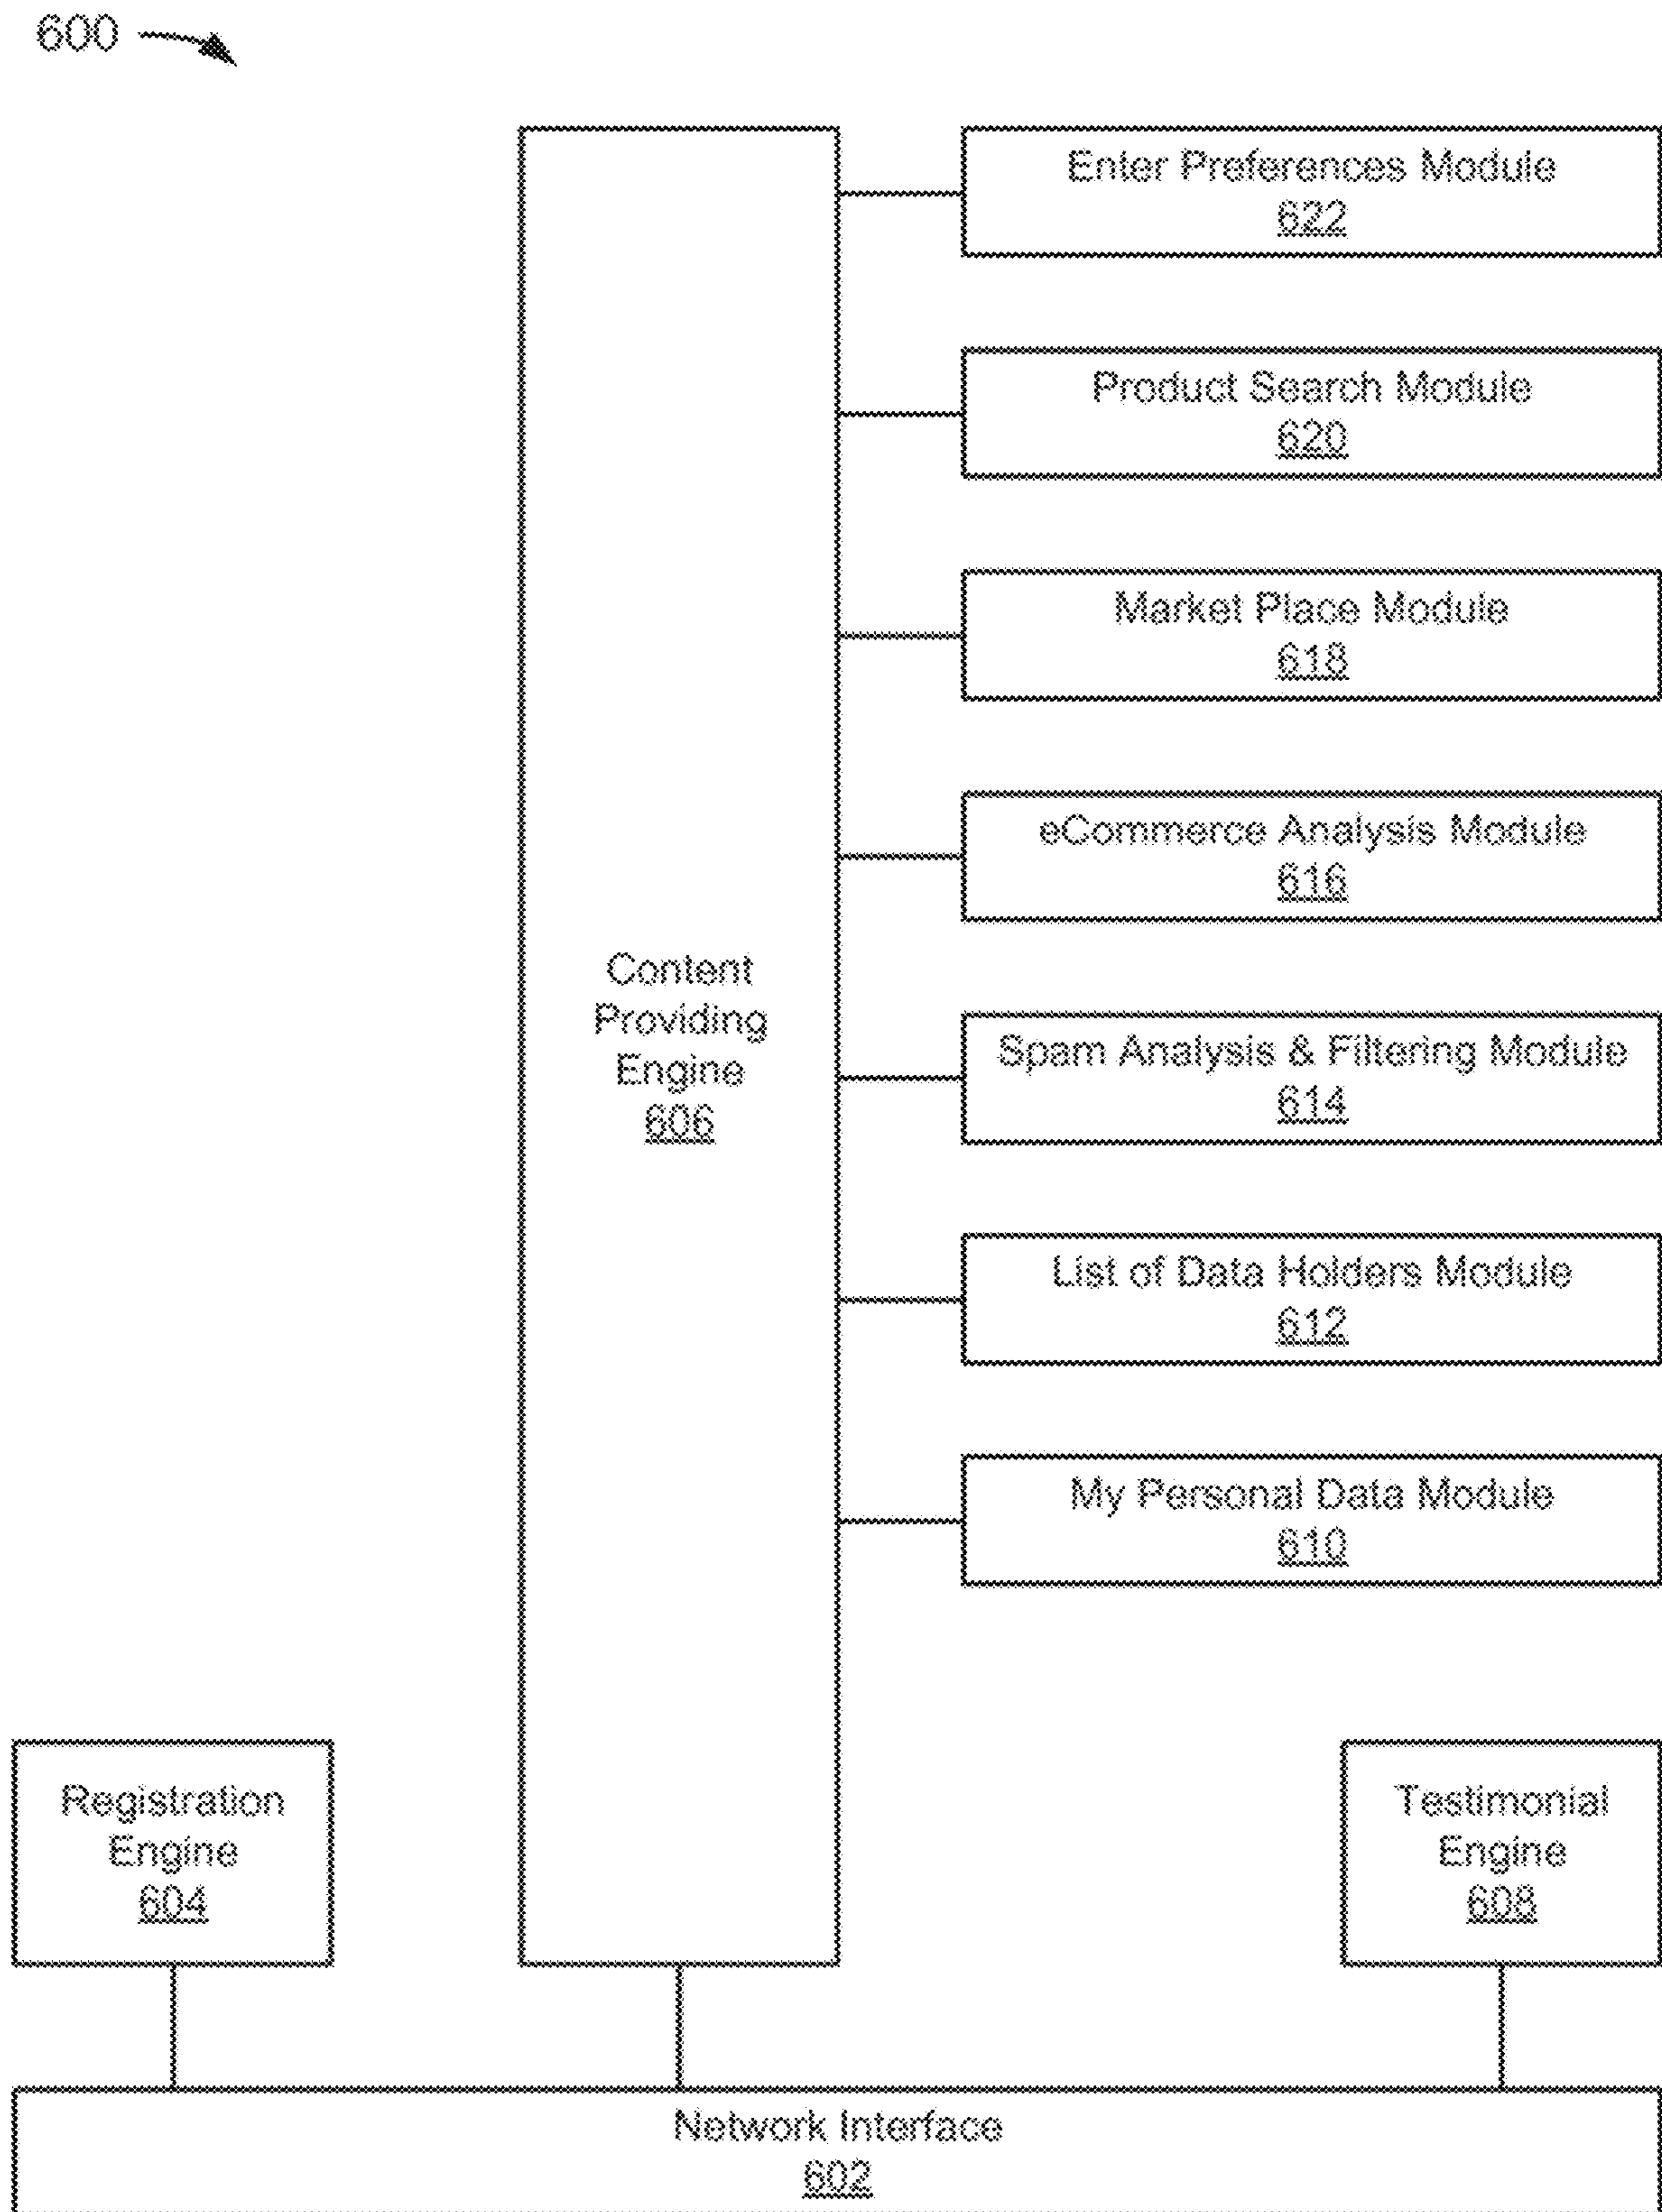 600
Enter Preferences Module
622
Product Search Module
620
Market Place Module
618
eCommerce Analysis Module
616
Content
Providing
Engine
606
Spam Analysis & Filtering Module
614
List of Data Holders Module
612
My Personal Data Module
610
Registration
Engine
604
Testimonial
Engine
608
Network Interface
602